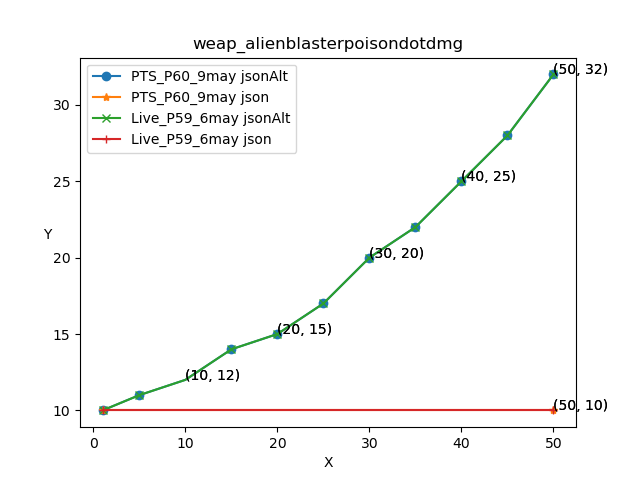 weap_alienblasterpoisondotdmg
PTS_P60_9may jsonAlt
PTS_P60_9may json
Live_P59_6may jsonAlt
Live_P59_6may json
(50, 32)
(40, 25)
(30, 20)
(20, 15)
(10, 12)
(50, 10)
Y
30
25
20
15
10
0 10 20 30 40 50
X